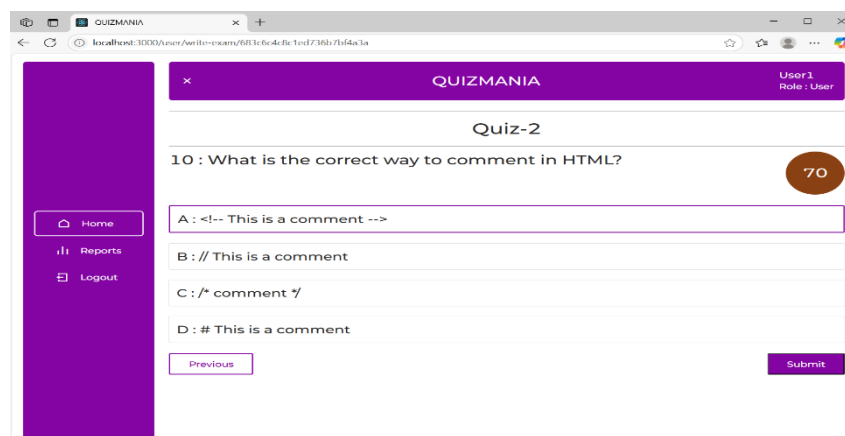 QUIZMANIA
localhost:3000/user/write-exam/683c6c4c8c1ed736b7bf4a3a
QUIZMANIA
User1
Role : User
Quiz-2
10 : What is the correct way to comment in HTML?
70
A : <!-- This is a comment -->
Home
Reports
B : // This is a comment
Logout
C : /* comment */
D : # This is a comment
Previous
Submit